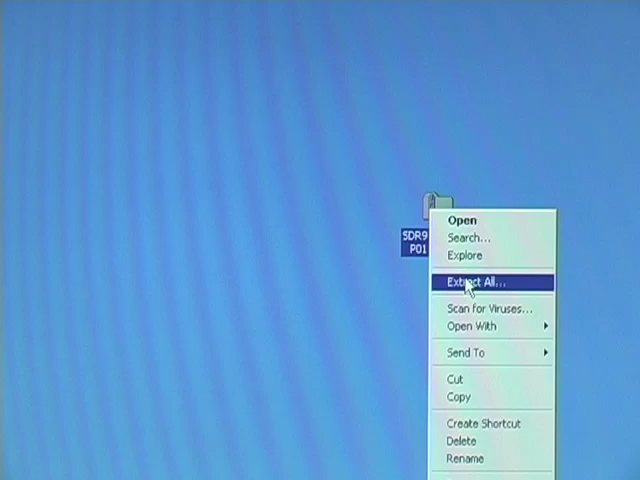 SDR9
P01
Open
Search...
Explore
Extract All...
Scan for Viruses...
Open With
Send To
Cut
Copy
Create Shortcut
Delete
Rename